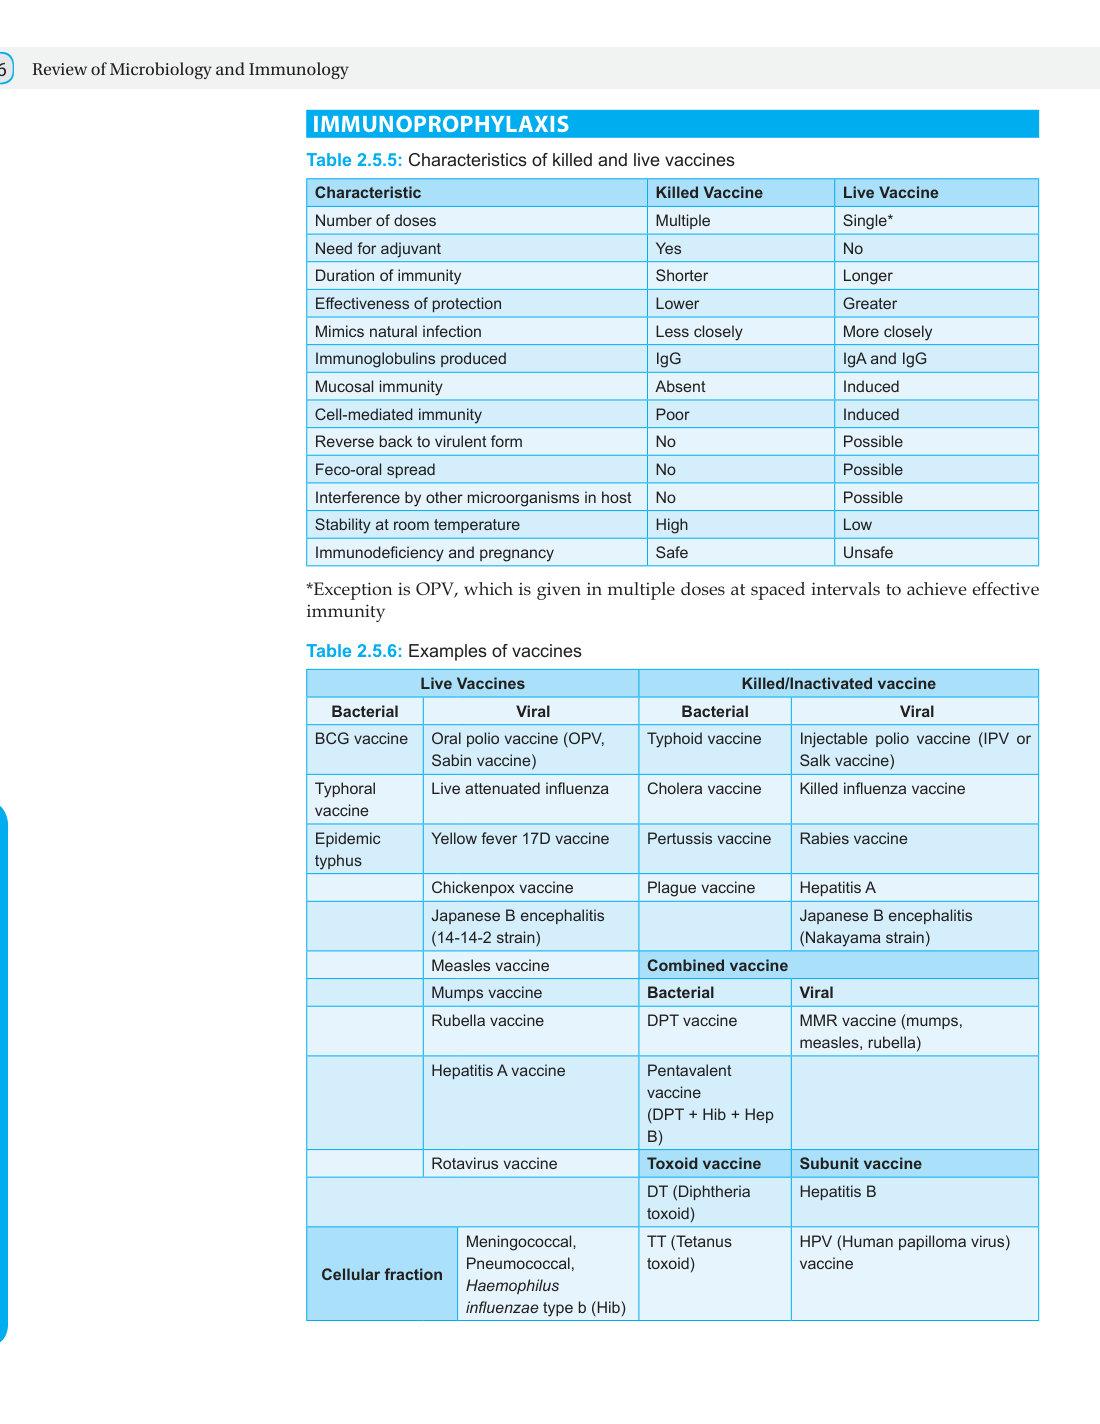 6
Review of Microbiology and Immunology
IMMUNOPROPHYLAXIS
Table 2.5.5: Characteristics of killed and live vaccines
Characteristic Killed Vaccine Live Vaccine
Number of doses Multiple Single*
Need for adjuvant Yes No
Duration of immunity Shorter Longer
Effectiveness of protection Lower Greater
Mimics natural infection Less closely More closely
Immunoglobulins produced IgG IgA and IgG
Mucosal immunity Absent Induced
Cell-mediated immunity Poor Induced
Reverse back to virulent form No Possible
Feco-oral spread No Possible
Interference by other microorganisms in host No Possible
Stability at room temperature High Low
Immunodeficiency and pregnancy Safe Unsafe
*Exception is OPV, which is given in multiple doses at spaced intervals to achieve effective
immunity
Table 2.5.6: Examples of vaccines
Live Vaccines Killed/Inactivated vaccine
Bacterial Viral Bacterial Viral
BCG vaccine Oral polio vaccine (OPV, Typhoid vaccine Injectable polio vaccine (IPV or
Sabin vaccine) Salk vaccine)
Typhoral Live attenuated influenza Cholera vaccine Killed influenza vaccine
vaccine
Epidemic Yellow fever 17D vaccine Pertussis vaccine Rabies vaccine
typhus
Chickenpox vaccine Plague vaccine Hepatitis A
Japanese B encephalitis Japanese B encephalitis
(14-14-2 strain) (Nakayama strain)
Measles vaccine Combined vaccine
Mumps vaccine Bacterial Viral
Rubella vaccine DPT vaccine MMR vaccine (mumps,
measles, rubella)
Hepatitis A vaccine Pentavalent
vaccine
(DPT + Hib + Hep
B)
Rotavirus vaccine Toxoid vaccine Subunit vaccine
DT (Diphtheria Hepatitis B
toxoid)
Meningococcal, TT (Tetanus HPV (Human papilloma virus)
Pneumococcal, toxoid) vaccine
Cellular fraction
Haemophilus
influenzae type b (Hib)